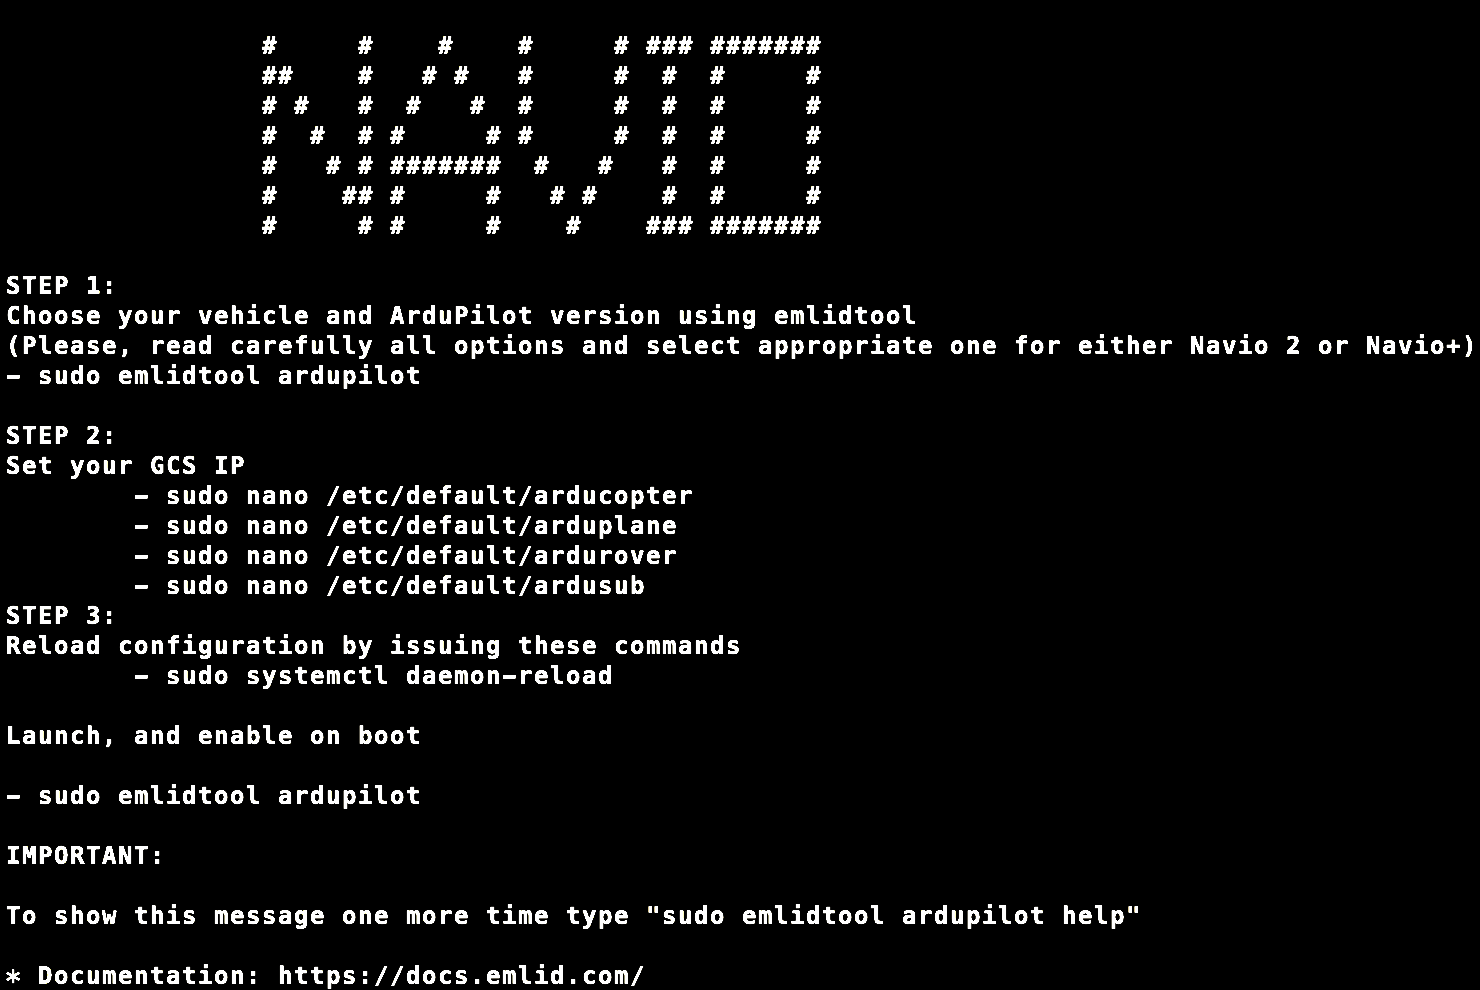 #     #    #    #     # ### #######
##    #   # #   #     #  #  #     #
# #   #  #   #  #     #  #  #     #
#  #  # #     # #     #  #  #     #
#   # # #######  #   #   #  #     #
#    ## #     #   # #    #  #     #
#     # #     #    #    ### #######
STEP 1:
Choose your vehicle and ArduPilot version using emlidtool
(Please, read carefully all options and select appropriate one for either Navio 2 or Navio+)
- sudo emlidtool ardupilot
STEP 2:
Set your GCS IP
- sudo nano /etc/default/arducopter
- sudo nano /etc/default/arduplane
- sudo nano /etc/default/ardurover
- sudo nano /etc/default/ardusub
STEP 3:
Reload configuration by issuing these commands
- sudo systemctl daemon-reload
Launch, and enable on boot
- sudo emlidtool ardupilot
IMPORTANT:
To show this message one more time type "sudo emlidtool ardupilot help"
* Documentation: https://docs.emlid.com/